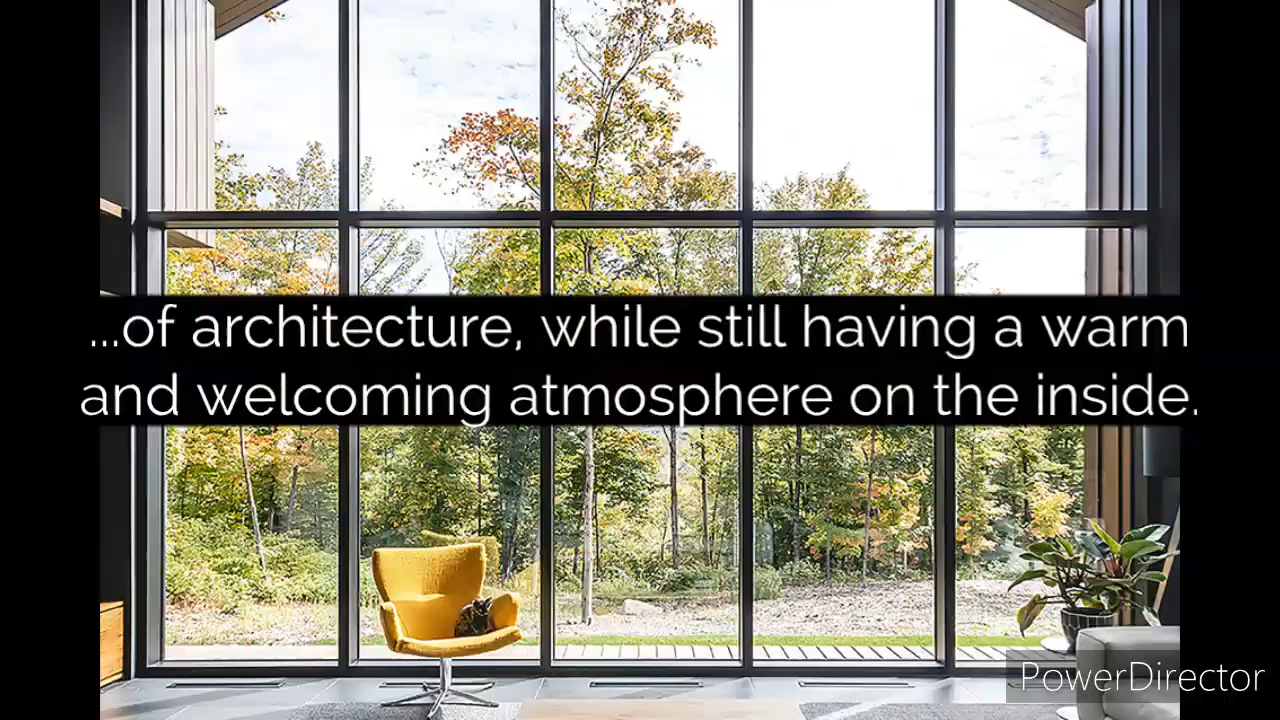 ...of architecture, while still having a warm
and welcoming atmosphere on the inside.
PowerDirector